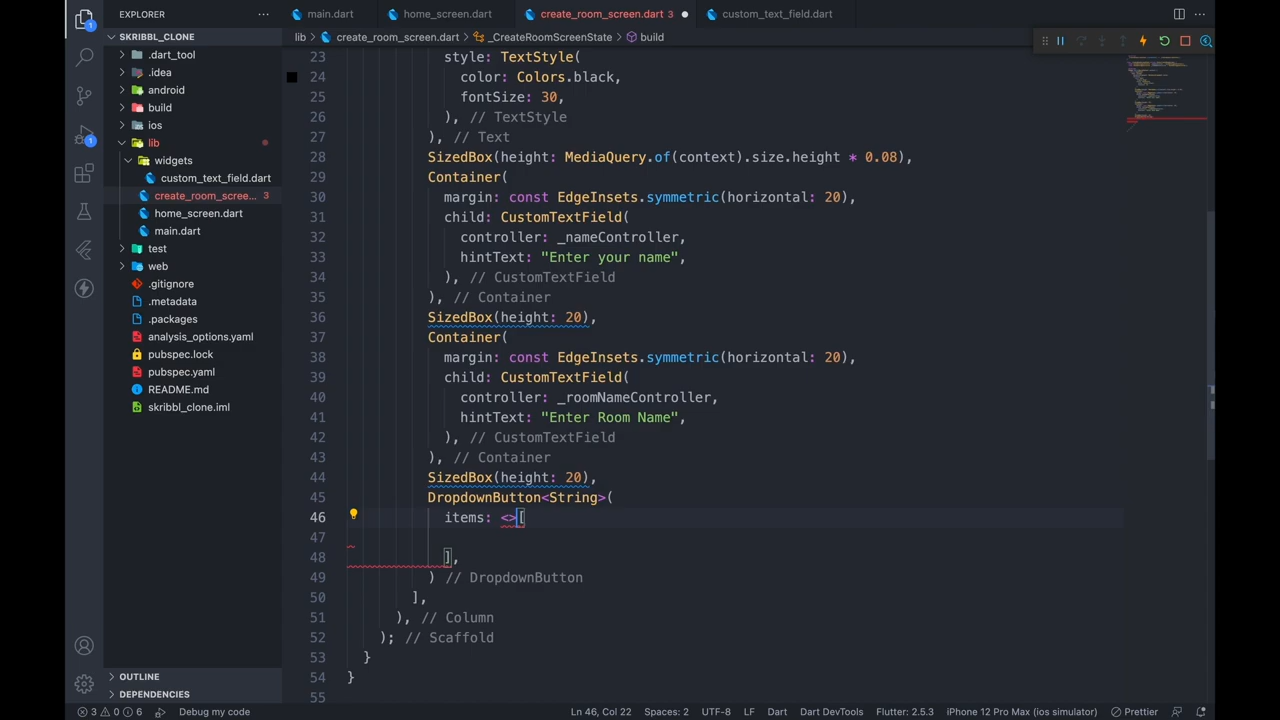 EXPLORER
main.dart
home_screen.dart
create_room_screen.dart 3
custom_text_field.dart
SKRIBBL_CLONE
lib > create_room_screen.dart > _CreateRoomScreenState > build
.dart_tool
.idea
android
build
ios
lib
widgets
custom_text_field.dart
create_room_scree... 3
home_screen.dart
main.dart
test
web
.gitignore
.metadata
.packages
analysis_options.yaml
pubspec.lock
pubspec.yaml
README.md
skribbl_clone.iml
OUTLINE
DEPENDENCIES
1
1
23 style: TextStyle(
24 color: Colors.black,
25 fontSize: 30,
26 ), // TextStyle
27 ), // Text
28 SizedBox(height: MediaQuery.of(context).size.height * 0.08),
29 Container(
30 margin: const EdgeInsets.symmetric(horizontal: 20),
31 child: CustomTextField(
32 controller: _nameController,
33 hintText: "Enter your name",
34 ), // CustomTextField
35 ), // Container
36 SizedBox(height: 20),
37 Container(
38 margin: const EdgeInsets.symmetric(horizontal: 20),
39 child: CustomTextField(
40 controller: _roomNameController,
41 hintText: "Enter Room Name",
42 ), // CustomTextField
43 ), // Container
44 SizedBox(height: 20),
45 DropdownButton<String>(
46 items: <>[
47
48 ],
49 ) // DropdownButton
50 ],
51 ), // Column
52 ); // Scaffold
53 }
54 }
55
3 0 6 Debug my code Ln 46, Col 22 Spaces: 2 UTF-8 LF Dart Dart DevTools Flutter: 2.5.3 iPhone 12 Pro Max (ios simulator) Prettier